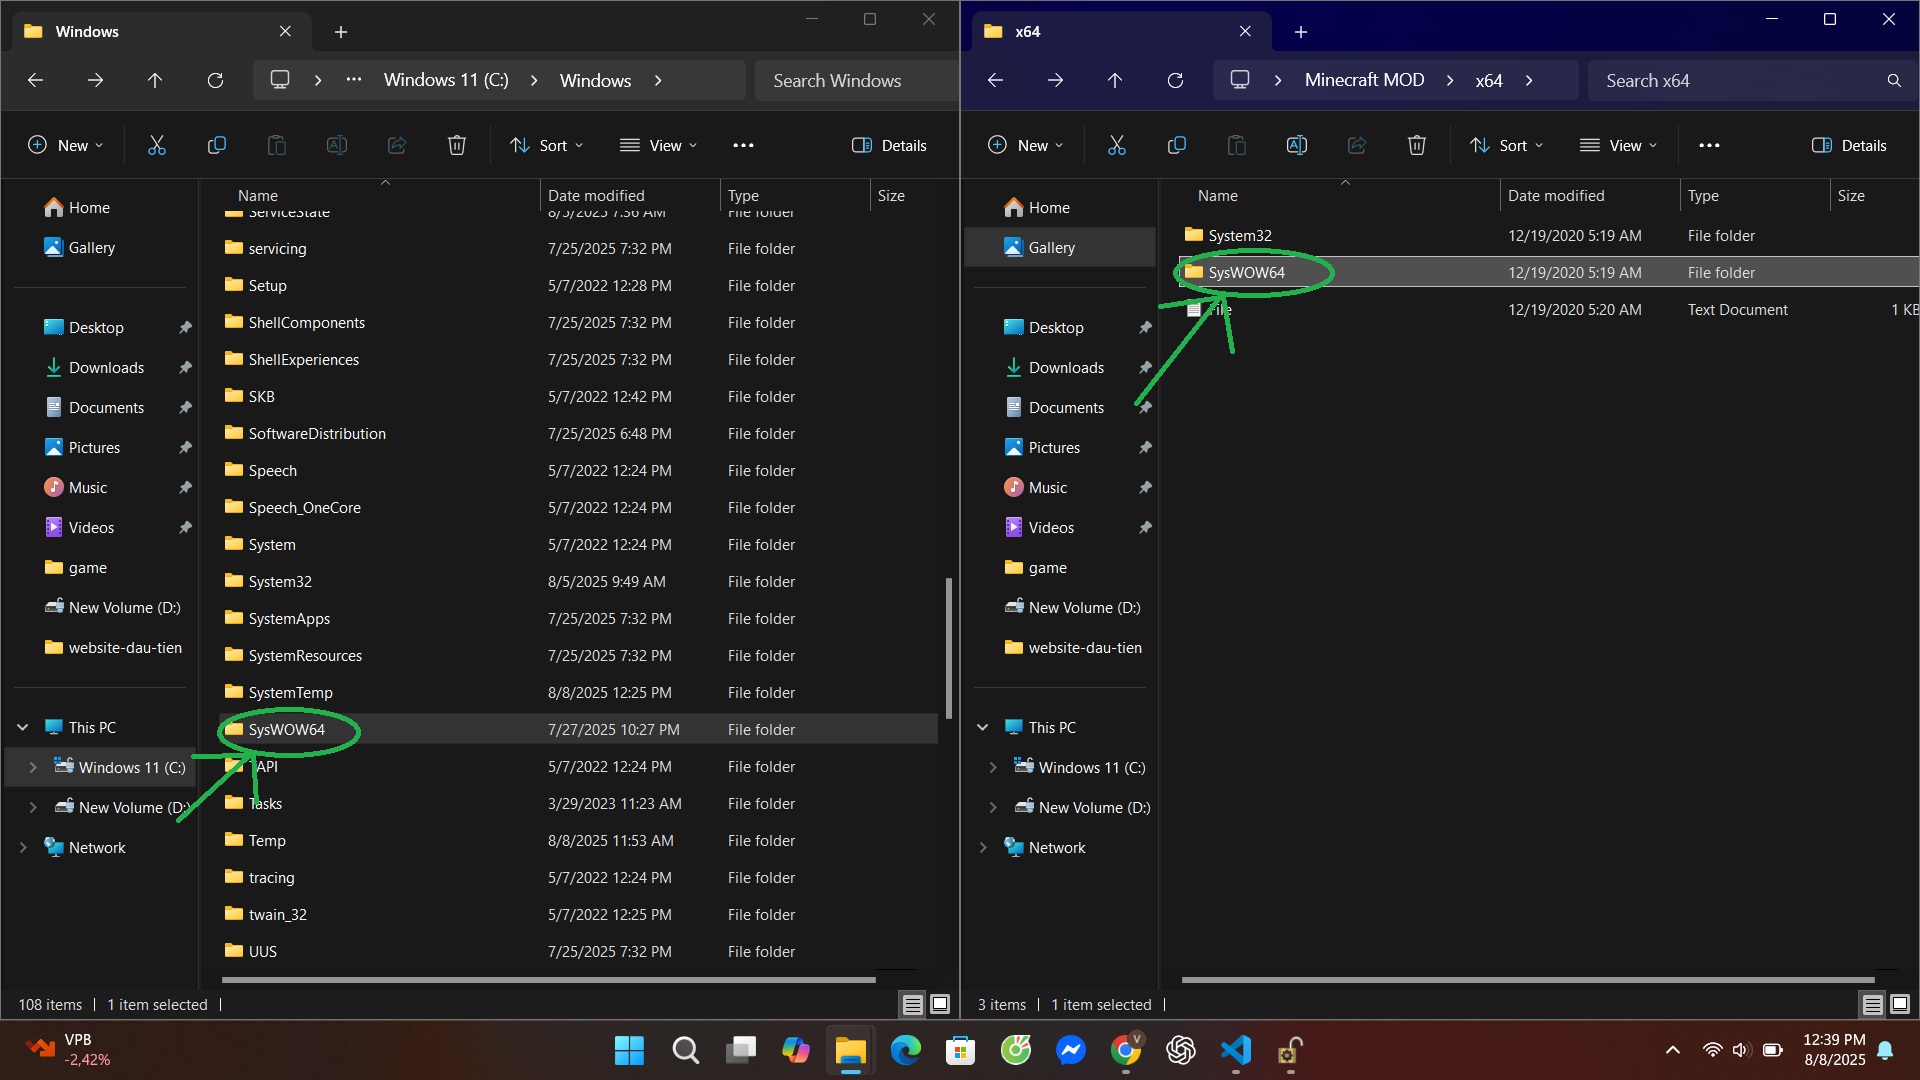 Windows
Windows 11 (C:) Windows
Search Windows
New Sort View Details
Home
Gallery
Desktop
Downloads
Documents
Pictures
Music
Videos
game
New Volume (D:)
website-dau-tien
This PC
Windows 11 (C:)
New Volume (D:)
Network
Name Date modified Type Size
ServiceState 8/5/2025 7:56 AM File folder
servicing 7/25/2025 7:32 PM File folder
Setup 5/7/2022 12:28 PM File folder
ShellComponents 7/25/2025 7:32 PM File folder
ShellExperiences 7/25/2025 7:32 PM File folder
SKB 5/7/2022 12:42 PM File folder
SoftwareDistribution 7/25/2025 6:48 PM File folder
Speech 5/7/2022 12:24 PM File folder
Speech_OneCore 5/7/2022 12:24 PM File folder
System 5/7/2022 12:24 PM File folder
System32 8/5/2025 9:49 AM File folder
SystemApps 7/25/2025 7:32 PM File folder
SystemResources 7/25/2025 7:32 PM File folder
SystemTemp 8/8/2025 12:25 PM File folder
SysWOW64 7/27/2025 10:27 PM File folder
TAPI 5/7/2022 12:24 PM File folder
Tasks 3/29/2023 11:23 AM File folder
Temp 8/8/2025 11:53 AM File folder
tracing 5/7/2022 12:24 PM File folder
twain_32 5/7/2022 12:25 PM File folder
UUS 7/25/2025 7:32 PM File folder
108 items 1 item selected
x64
Minecraft MOD x64
Search x64
New Sort View Details
Home
Gallery
Desktop
Downloads
Documents
Pictures
Music
Videos
game
New Volume (D:)
website-dau-tien
This PC
Windows 11 (C:)
New Volume (D:)
Network
Name Date modified Type Size
System32 12/19/2020 5:19 AM File folder
SysWOW64 12/19/2020 5:19 AM File folder
File 12/19/2020 5:20 AM Text Document 1 KB
3 items 1 item selected
VPB
-2,42%
V
12:39 PM
8/8/2025